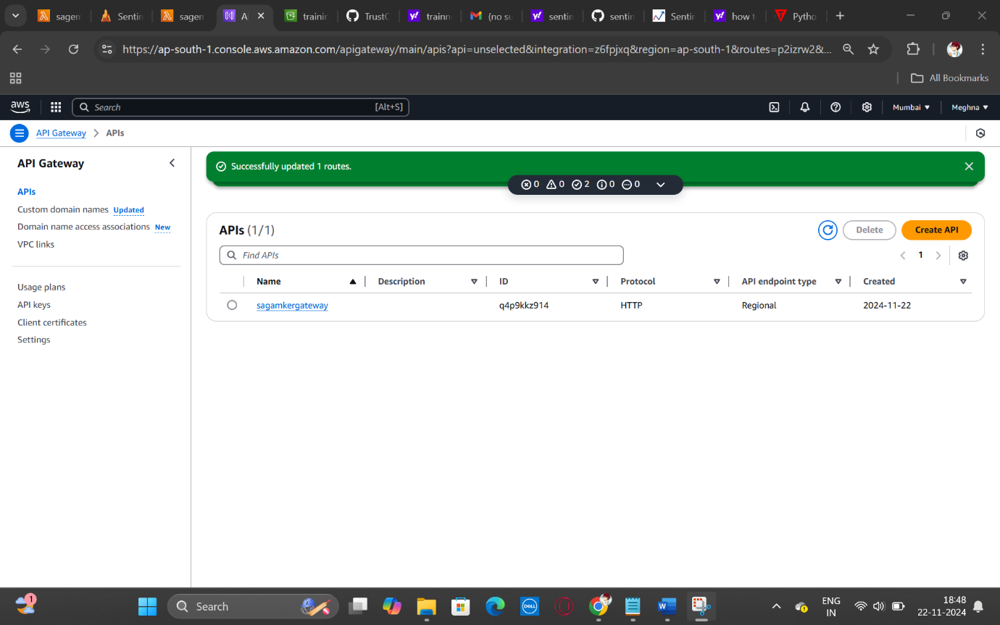 sagem
Sentin
sagem
A
trainin
TrustC
trainn
(no su
sentin
sentin
Sentin
how to
Pytho
https://ap-south-1.console.aws.amazon.com/apigateway/main/apis?api=unselected&integration=z6fpjxq&region=ap-south-1&routes=p2izrw2&...
All Bookmarks
aws
Search [Alt+S]
Mumbai
Meghna
API Gateway > APIs
API Gateway
Successfully updated 1 routes.
0 0 2 0 0
APIs
Custom domain names Updated
Domain name access associations New
VPC links
Usage plans
API keys
Client certificates
Settings
APIs (1/1)
Delete
Create API
Find APIs
1
Name Description ID Protocol API endpoint type Created
sagamkergateway q4p9kkz914 HTTP Regional 2024-11-22
1
Search
DELL
ENG
IN
18:48
22-11-2024